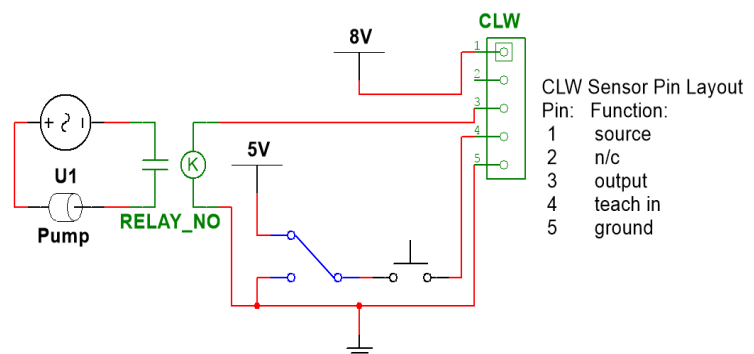 CLW
8V
1
2
3
4
5
CLW Sensor Pin Layout
Pin: Function:
1 source
2 n/c
3 output
4 teach in
5 ground
+
K
5V
U1
RELAY_NO
Pump